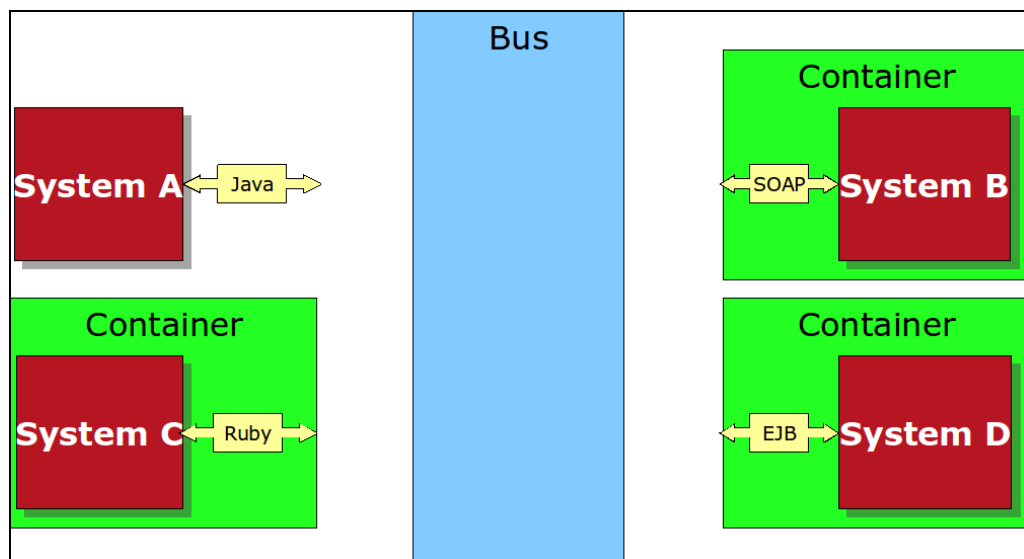 Bus
Container
System A
Java
SOAP
System B
Container
Container
System C
Ruby
EJB
System D